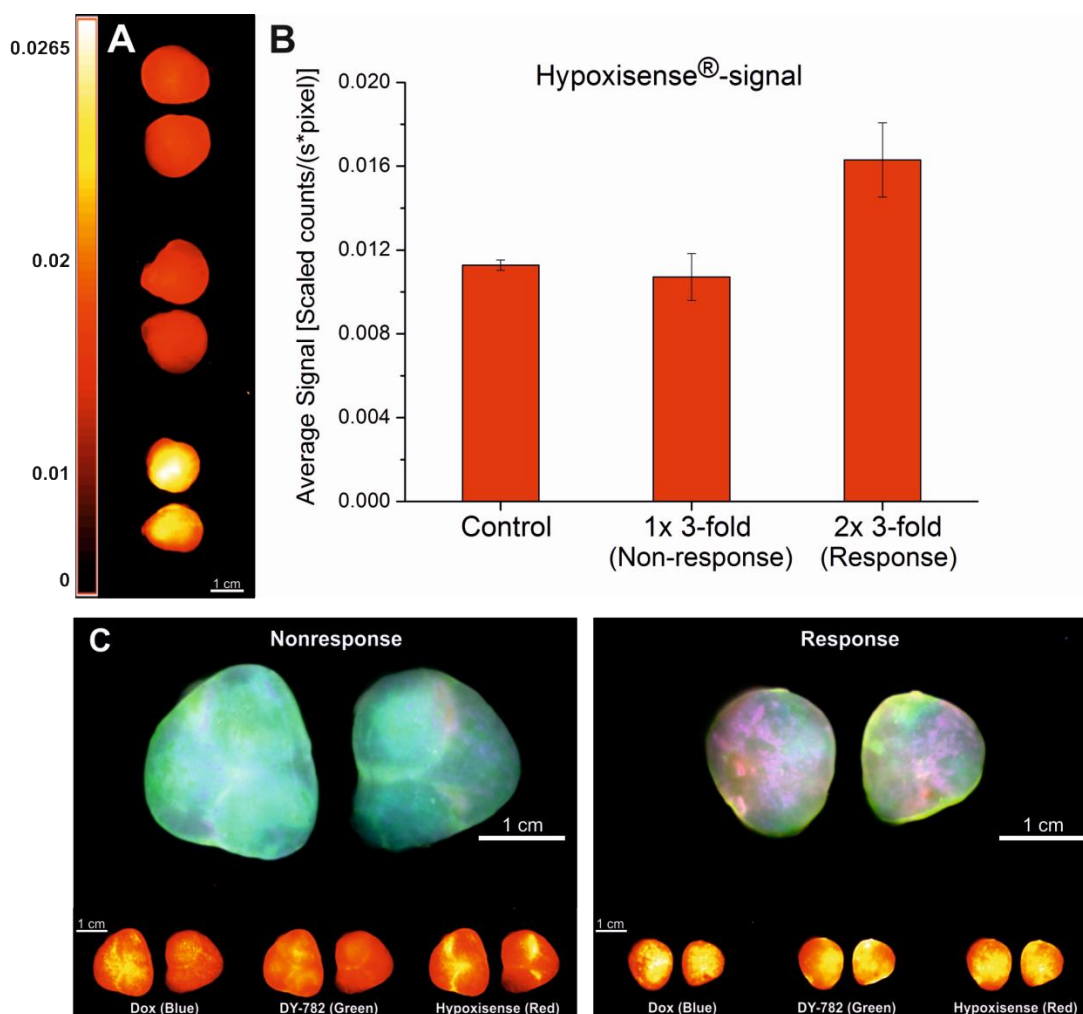 A
0.0265
0.02
0.01
0
1 cm
B
Hypoxisense®-signal
Average Signal [Scaled counts/(s*pixel)]
0.020
0.016
0.012
0.008
0.004
0.000
Control
1x 3-fold
(Non-response)
2x 3-fold
(Response)
C
Nonresponse
1 cm
1 cm
Dox (Blue)
DY-782 (Green)
Hypoxisense (Red)
Response
1 cm
1 cm
Dox (Blue)
DY-782 (Green)
Hypoxisense (Red)